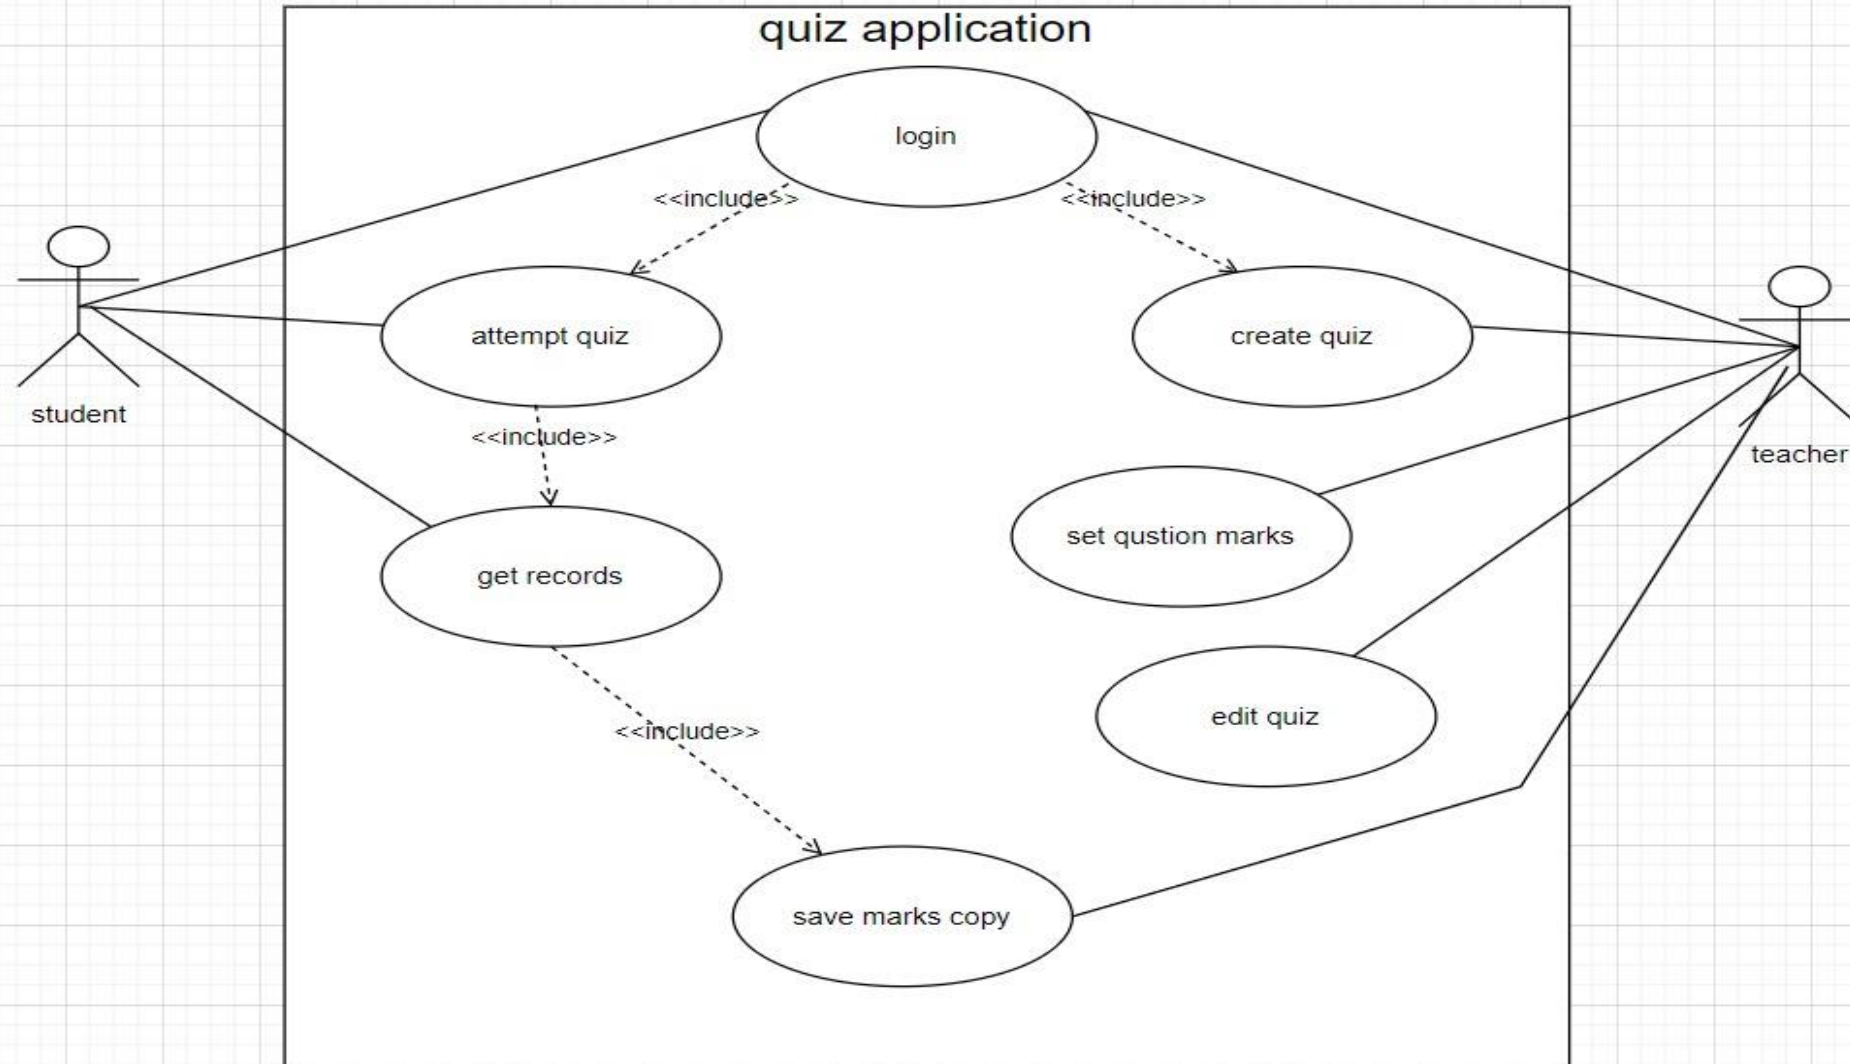 quiz application
login
<<include>>
<<include>>
attempt quiz
create quiz
student
<<include>>
teacher
set qustion marks
get records
edit quiz
<<include>>
save marks copy